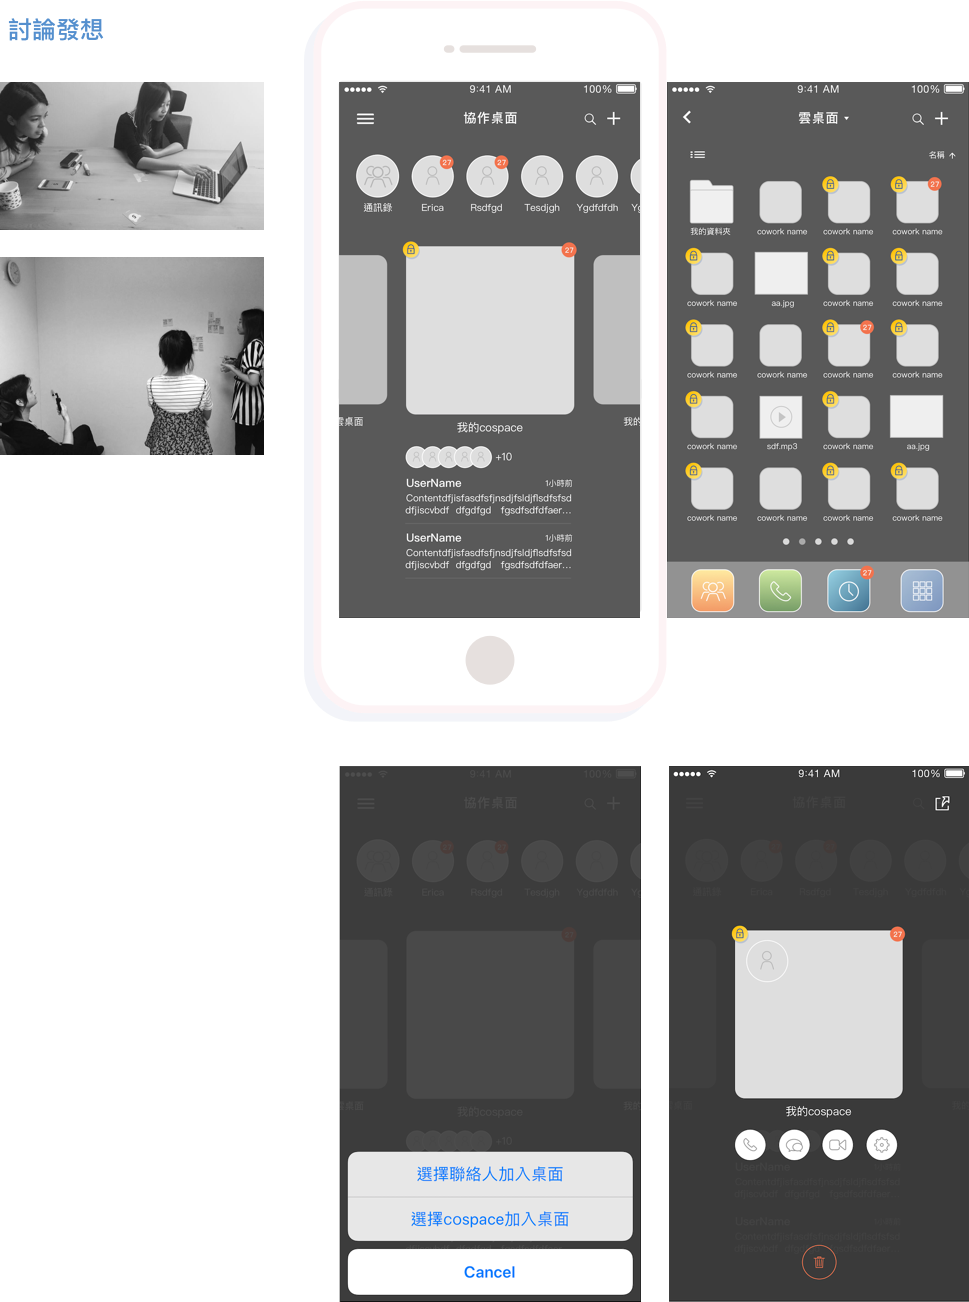 討論發想
9:41 AM
100%
協作桌面
27
27
通訊錄
Erica
Rsdfgd
Tesdjgh
Ygdfdfdh
27
雲桌面
我的cospace
我的
+10
UserName
1小時前
Contentdfjisfasdfsfjnsdjfsldjflsdfsfsd
dfjiscvbdf dfgdfgd fgsdfsdfdfaer...
UserName
1小時前
Contentdfjisfasdfsfjnsdjfsldjflsdfsfsd
dfjiscvbdf dfgdfgd fgsdfsdfdfaer...
9:41 AM
100%
雲桌面
名稱
27
我的資料夾
cowork name
cowork name
cowork name
cowork name
aa.jpg
cowork name
cowork name
27
cowork name
cowork name
cowork name
cowork name
cowork name
sdf.mp3
cowork name
aa.jpg
cowork name
cowork name
cowork name
cowork name
27
9:41 AM
100%
協作桌面
通訊錄
Erica
Rsdfgd
Tesdjgh
Ygdfdfdh
我的cospace
+10
選擇聯絡人加入桌面
選擇cospace加入桌面
Cancel
9:41 AM
100%
協作桌面
27
我的cospace
UserName
UserName